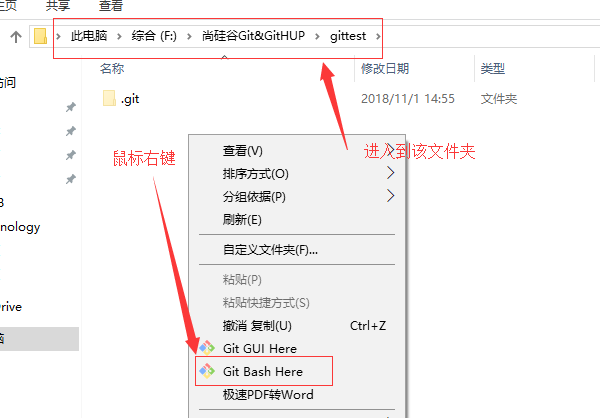 主页 共享 查看
此电脑 > 综合 (F:) > 尚硅谷Git&GitHUP > gittest >
访问
名称 修改日期 类型
.git 2018/11/1 14:55 文件夹
鼠标右键
进入到该文件夹
查看(V)
排序方式(O)
分组依据(P)
刷新(E)
自定义文件夹(F)...
粘贴(P)
粘贴快捷方式(S)
撤消 复制(U) Ctrl+Z
Git GUI Here
Git Bash Here
极速PDF转Word
B
nology
Drive
脑